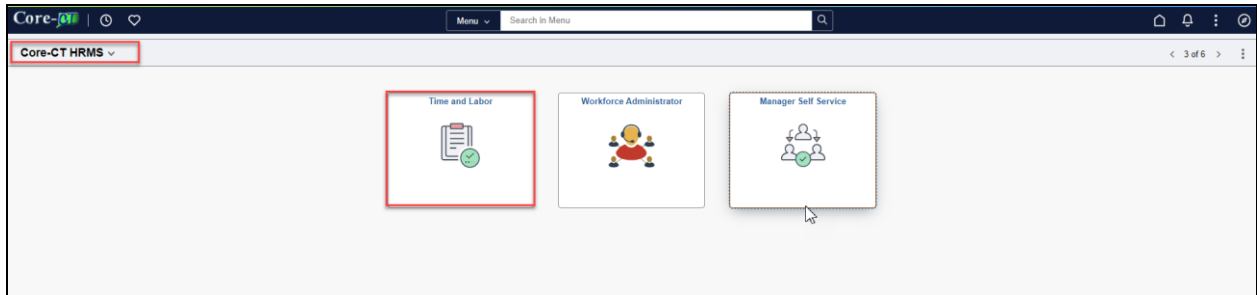 Core-CT
Menu
Search in Menu
Core-CT HRMS
3 of 6
Time and Labor
Workforce Administrator
Manager Self Service